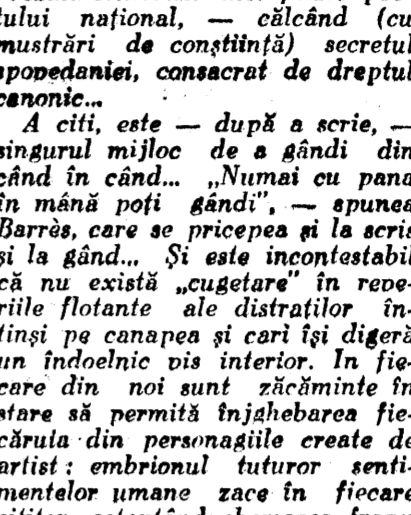 tului național, — călcând (cu
mustrări de conștiință) secretul
spovedaniei, consacrat de dreptul
canonic...
A citi, este — după a scrie, —
singurul mijloc de a gândi din
când în când... „Numai cu pana
în mână poți gândi", — spunea
Barrès, care se pricepea și la scris
și la gând... Și este incontestabil
că nu există „cugetare" în reve-
riile flotante ale distraților în-
tinși pe canapea și cari își digeră
un îndoelnic vis interior. In fie-
care din noi sunt zăcăminte în
stare să permită înjghebarea fie-
căruia din personagiile create de
artist: embrionul tuturor senti-
mentelor umane zace în fiecare